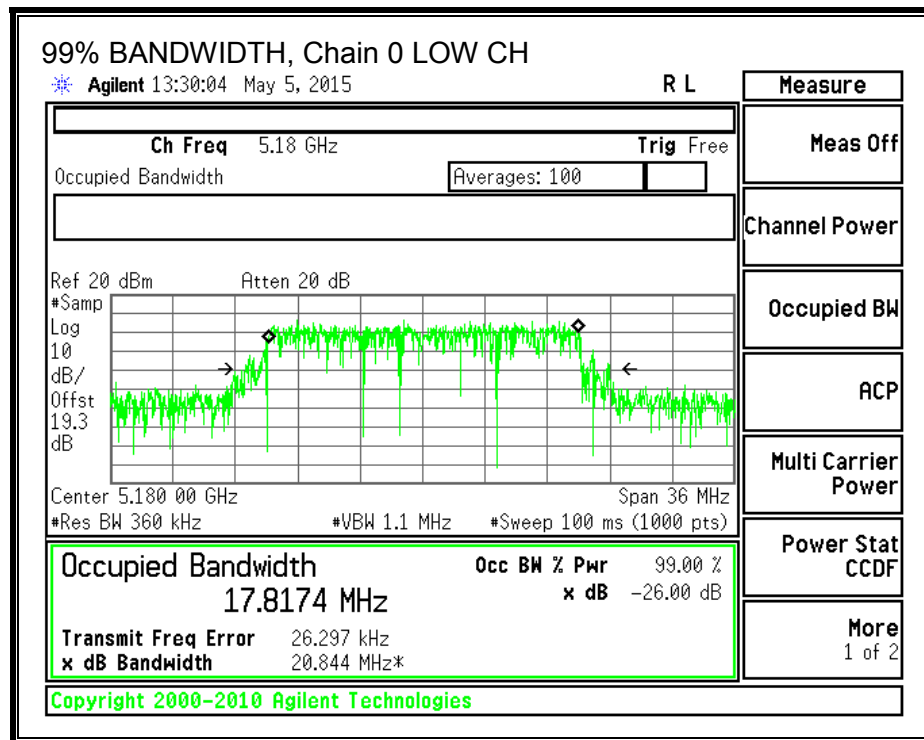 99% BANDWIDTH, Chain 0 LOW CH
Agilent 13:30:04 May 5, 2015 R L
Measure
Ch Freq 5.18 GHz Trig Free
Meas Off
Occupied Bandwidth Averages: 100
Channel Power
Ref 20 dBm Atten 20 dB
#Samp
Log
10
dB/
Offst
19.3
dB
Occupied BW
ACP
Multi Carrier
Power
Center 5.180 00 GHz Span 36 MHz
#Res BW 360 kHz #VBW 1.1 MHz #Sweep 100 ms (1000 pts)
Power Stat
CCDF
Occupied Bandwidth Occ BW % Pwr 99.00 %
17.8174 MHz x dB -26.00 dB
Transmit Freq Error 26.297 kHz
x dB Bandwidth 20.844 MHz*
More
1 of 2
Copyright 2000-2010 Agilent Technologies